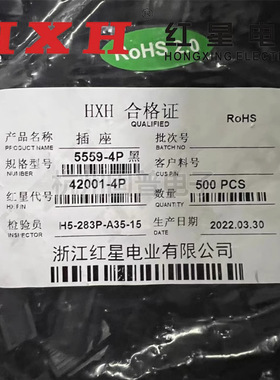 HXH 红星电
RoHS 2.0
HXH 合格证 RoHS
QUALIFIED
产品名称 插座 批次号
PRODUCT NAME BATCH NO
规格型号 5559-4P 黑 客户料号
NUMBER CUSTOM P/N
红星代号 42001-4P 数量 500 PCS
HX P/N QUANTITY
检验员 H5-283P-A35-15 生产日期 2022.03.30
INSPECTOR DATE
浙江红星电业有限公司